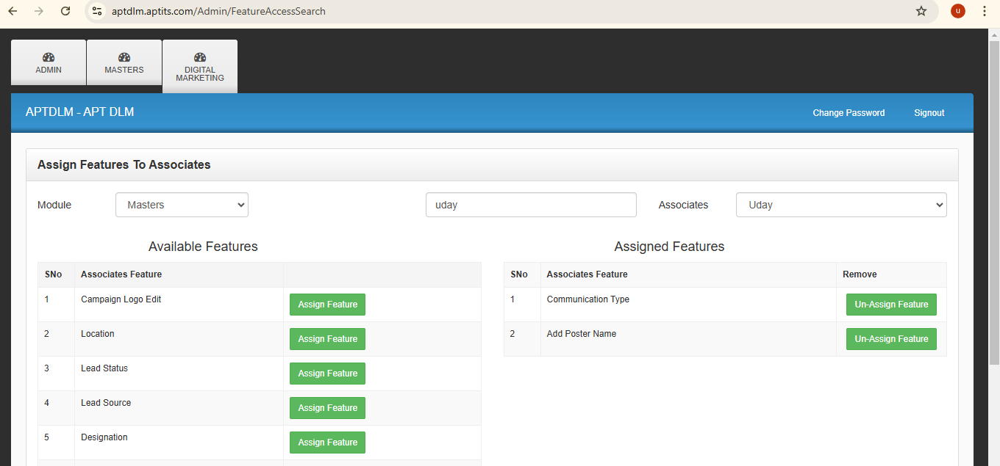 aptdlm.aptits.com/Admin/FeatureAccessSearch
u
ADMIN
MASTERS
DIGITAL
MARKETING
APTDLM - APT DLM
Change Password
Signout
Assign Features To Associates
Module
Masters
uday
Associates
Uday
Available Features
SNo Associates Feature
1 Campaign Logo Edit Assign Feature
2 Location Assign Feature
3 Lead Status Assign Feature
4 Lead Source Assign Feature
5 Designation Assign Feature
Assigned Features
SNo Associates Feature Remove
1 Communication Type Un-Assign Feature
2 Add Poster Name Un-Assign Feature